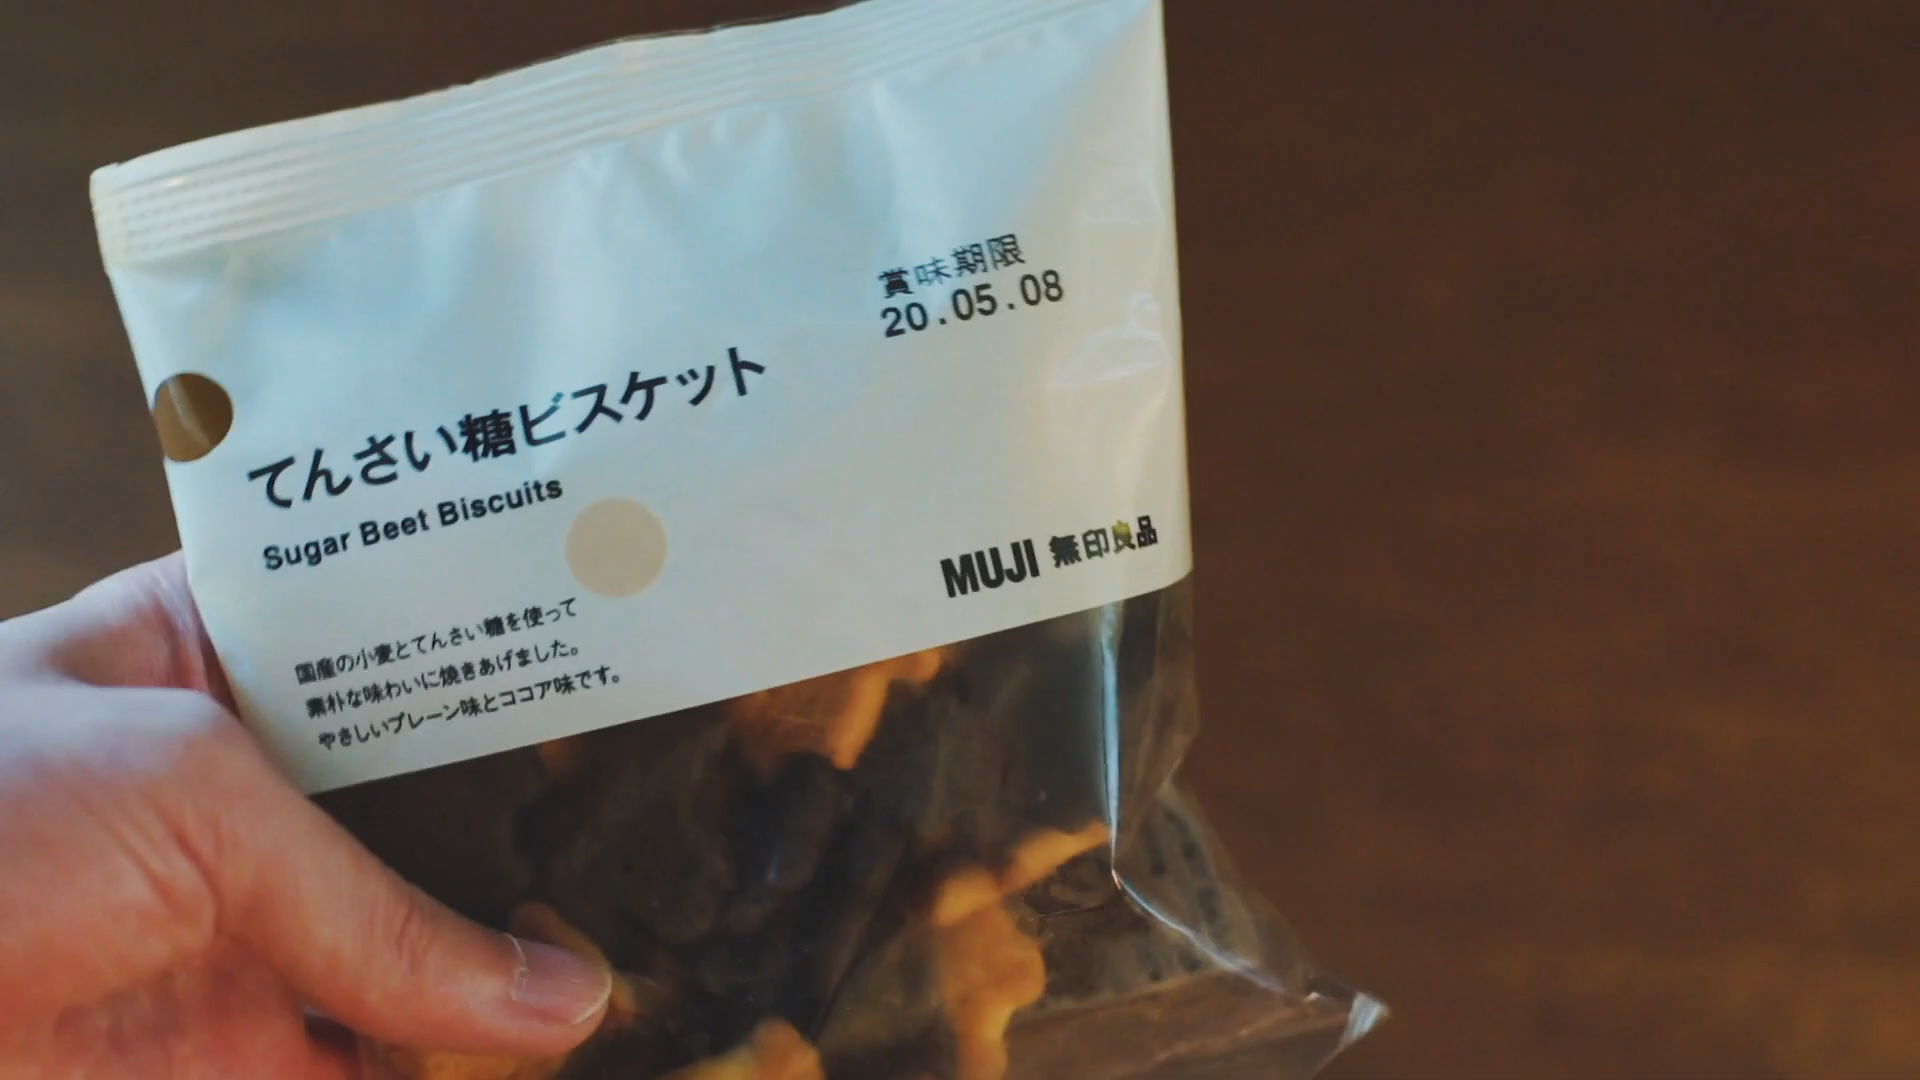 賞味期限
20.05.08
てんさい糖ビスケット
Sugar Beet Biscuits
MUJI 無印良品
国産の小麦とてんさい糖を使って
素朴な味わいに焼きあげました。
やさしいプレーン味とココア味です。